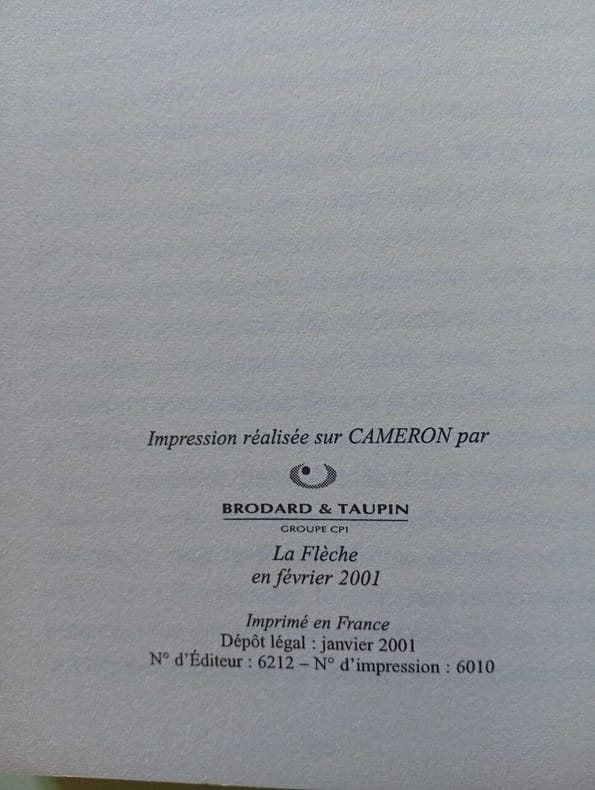 Impression réalisée sur CAMERON par
BRODARD & TAUPIN
GROUPE CPI
La Flèche
en février 2001
Imprimé en France
Dépôt légal : janvier 2001
N° d'Éditeur : 6212 – N° d'impression : 6010